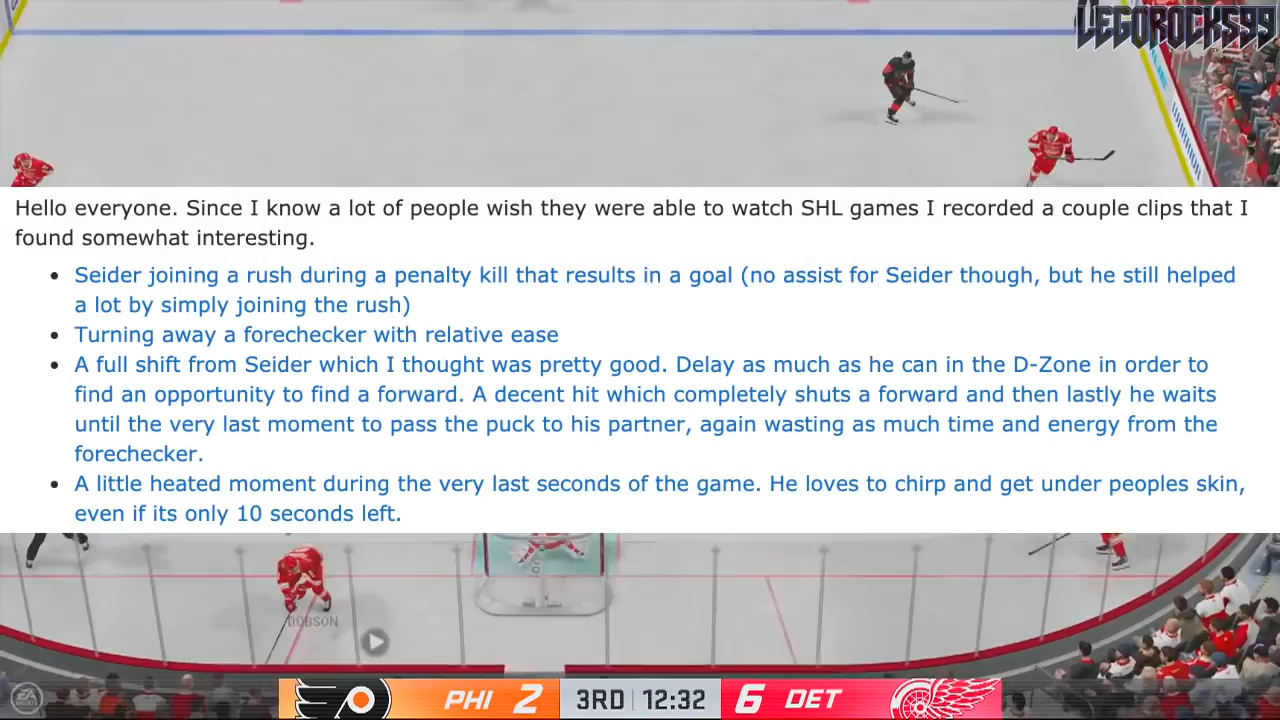 LEGOROCKS99
Hello everyone. Since I know a lot of people wish they were able to watch SHL games I recorded a couple clips that I
found somewhat interesting.
• Seider joining a rush during a penalty kill that results in a goal (no assist for Seider though, but he still helped
a lot by simply joining the rush)
• Turning away a forechecker with relative ease
• A full shift from Seider which I thought was pretty good. Delay as much as he can in the D-Zone in order to
find an opportunity to find a forward. A decent hit which completely shuts a forward and then lastly he waits
until the very last moment to pass the puck to his partner, again wasting as much time and energy from the
forechecker.
• A little heated moment during the very last seconds of the game. He loves to chirp and get under peoples skin,
even if its only 10 seconds left.
DOBSON
PHI 2 3RD 12:32 6 DET